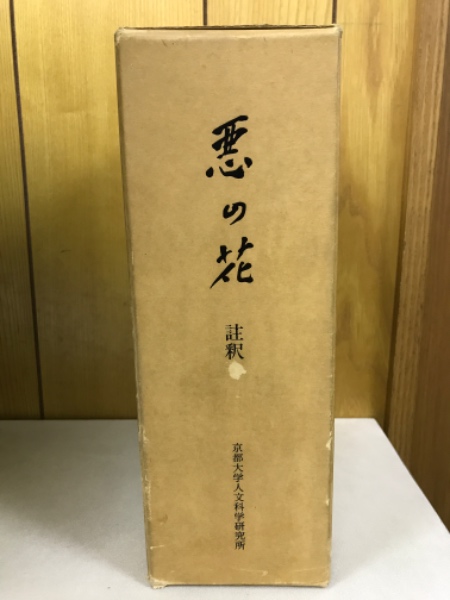 悪の花
註釈
京都大学人文科学研究所